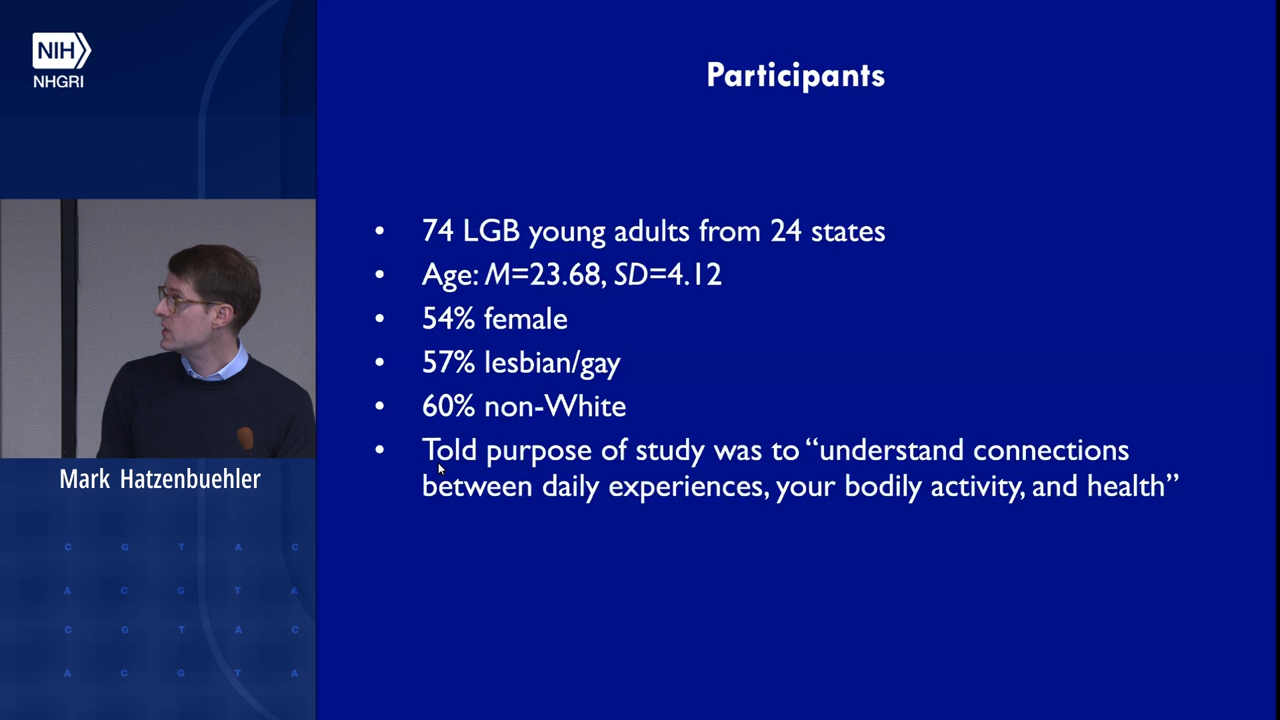 NIH
NHGRI
Participants
• 74 LGB young adults from 24 states
• Age: M=23.68, SD=4.12
• 54% female
• 57% lesbian/gay
• 60% non-White
• Told purpose of study was to “understand connections
between daily experiences, your bodily activity, and health”
Mark Hatzenbuehler
C G T A C
A C G T A
C G T A C
A C G T A